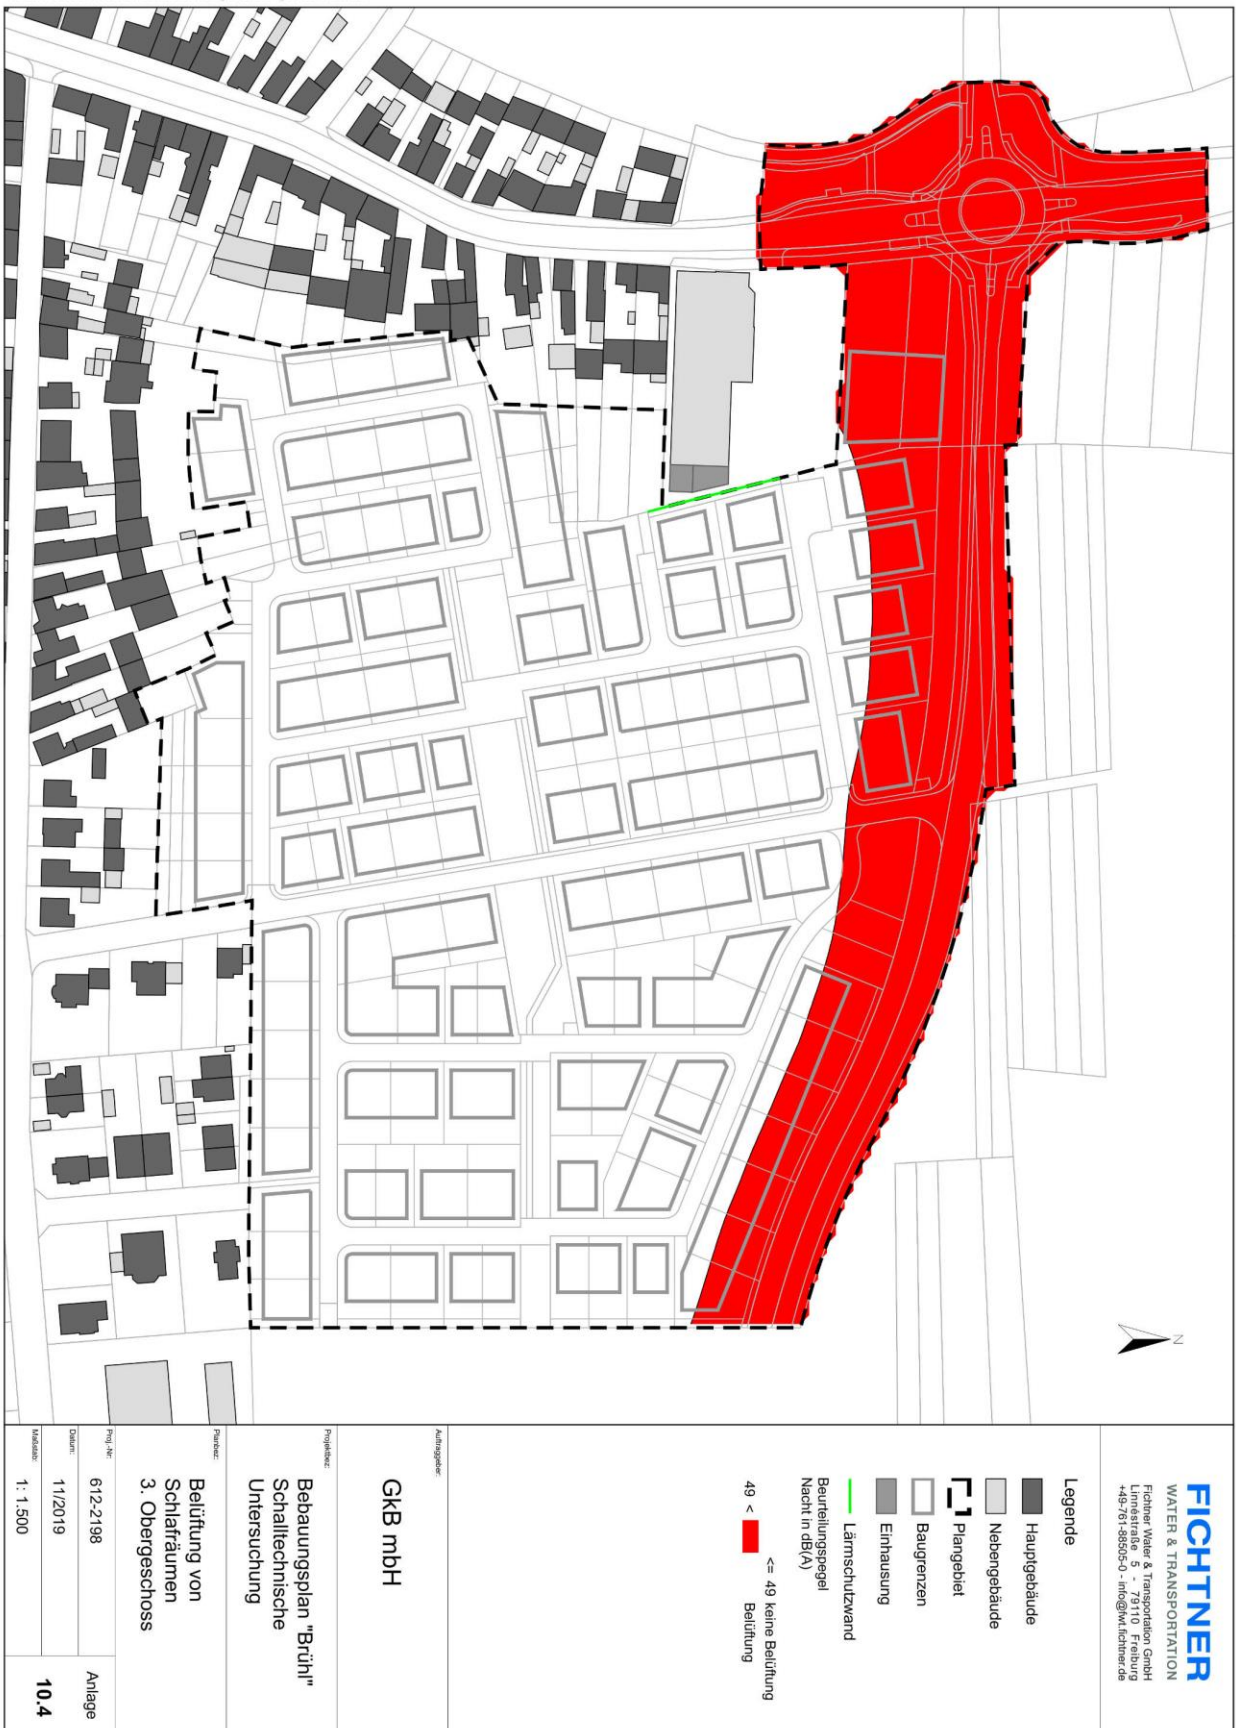 FICHTNER
WATER & TRANSPORTATION
Fichtner Water & Transportation GmbH
Linnéstraße 5 - 79110 Freiburg
+49-761-88505-0 - info@fwt.fichtner.de
Legende
Hauptgebäude
Nebengebäude
Plangebiet
Baugrenzen
Einhausung
Lärmschutzwand
Beurteilungspegel
Nacht in dB(A)
<= 49 keine Belüftung
49 < Belüftung
Auftraggeber:
GkB mbH
Projektbez:
Bebauungsplan "Brühl"
Schalltechnische
Untersuchung
Planbez:
Belüftung von
Schlafräumen
3. Obergeschoss
Proj.-Nr: 612-2198
Datum: 11/2019
Maßstab: 1: 1.500
Anlage
10.4
N